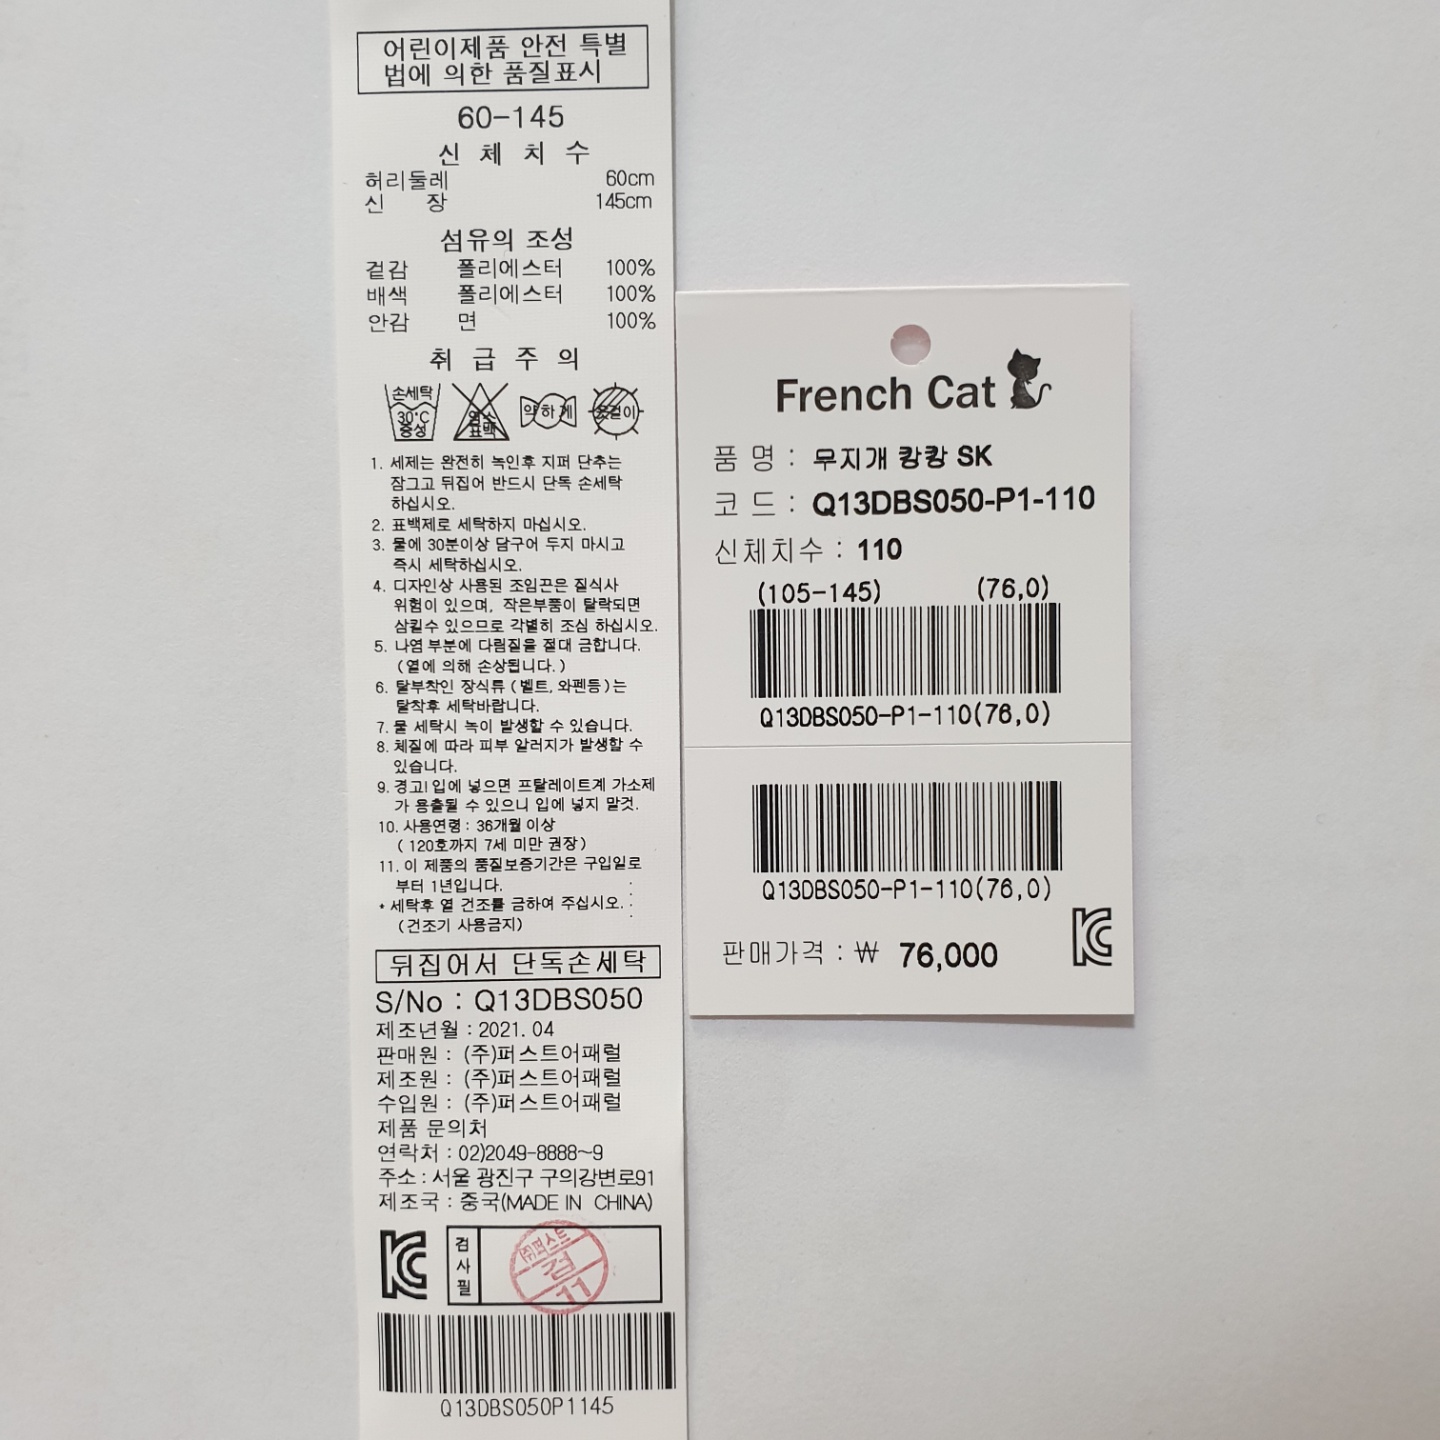 어린이제품 안전 특별
법에 의한 품질표시
60-145
신 체 치 수
허리둘레 60cm
신 장 145cm
섬유의 조성
겉감 폴리에스터 100%
배색 폴리에스터 100%
안감 면 100%
취 급 주 의
손세탁
30°C
중성
염소
표백
약하게
옷걸이
1. 세제는 완전히 녹인후 지퍼 단추는
잠그고 뒤집어 반드시 단독 손세탁
하십시오.
2. 표백제로 세탁하지 마십시오.
3. 물에 30분이상 담구어 두지 마시고
즉시 세탁하십시오.
4. 디자인상 사용된 조임끈은 질식사
위험이 있으며, 작은부품이 탈락되면
삼킬수 있으므로 각별히 조심 하십시오.
5. 나염 부분에 다림질을 절대 금합니다.
(열에 의해 손상됩니다.)
6. 탈부착인 장식류 (벨트, 와펜등)는
탈착후 세탁바랍니다.
7. 물 세탁시 녹이 발생할 수 있습니다.
8. 체질에 따라 피부 알러지가 발생할 수
있습니다.
9. 경고! 입에 넣으면 프탈레이트계 가소제
가 용출될 수 있으니 입에 넣지 말것.
10. 사용연령 : 36개월 이상
(120호까지 7세 미만 권장)
11. 이 제품의 품질보증기간은 구입일로
부터 1년입니다.
* 세탁후 열 건조를 금하여 주십시오.
(건조기 사용금지)
뒤집어서 단독손세탁
S/No : Q13DBS050
제조년월 : 2021. 04
판매원 : (주)퍼스트어패럴
제조원 : (주)퍼스트어패럴
수입원 : (주)퍼스트어패럴
제품 문의처
연락처 : 02)2049-8888~9
주소 : 서울 광진구 구의강변로91
제조국 : 중국(MADE IN CHINA)
KC
검사필
(주)퍼스트
검
11
Q13DBS050P1145
French Cat
품 명 : 무지개 캉캉 SK
코 드 : Q13DBS050-P1-110
신체치수 : 110
(105-145) (76,0)
Q13DBS050-P1-110(76,0)
Q13DBS050-P1-110(76,0)
KC
판매가격 : ₩ 76,000